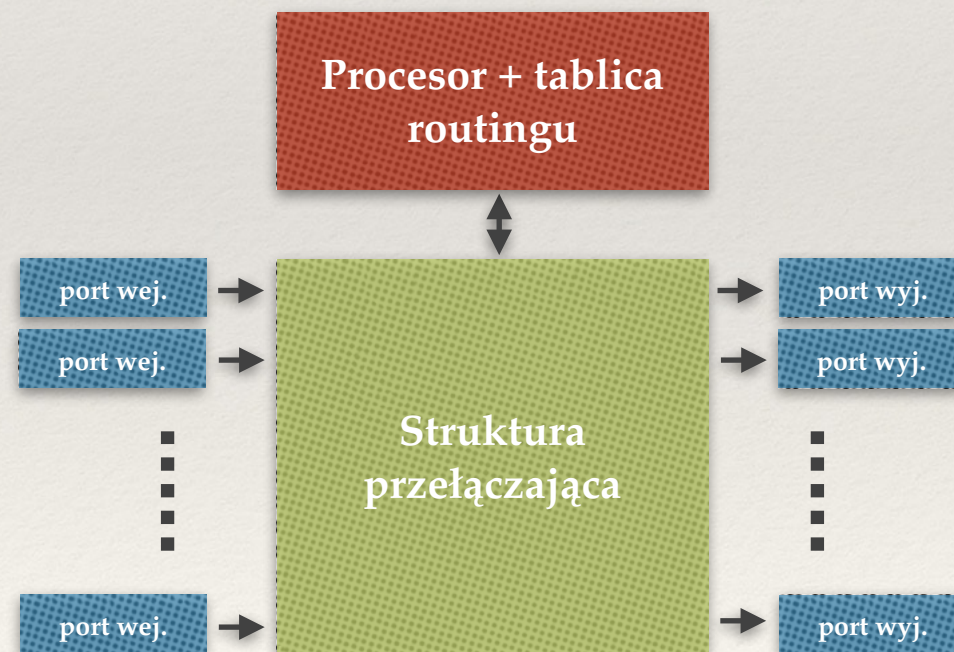 Procesor + tablica
routingu
port wej.
port wyj.
port wej.
port wyj.
Struktura
przełączająca
port wej.
port wyj.